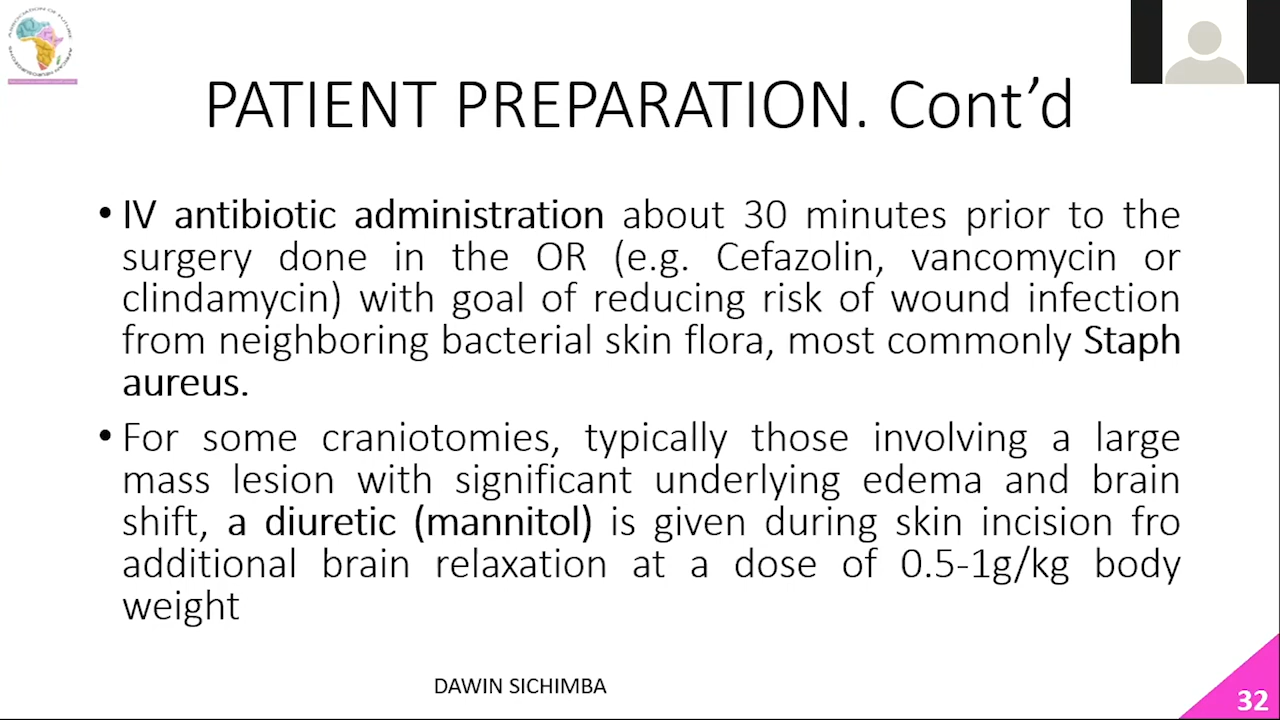 PATIENT PREPARATION. Cont’d
• IV antibiotic administration about 30 minutes prior to the
surgery done in the OR (e.g. Cefazolin, vancomycin or
clindamycin) with goal of reducing risk of wound infection
from neighboring bacterial skin flora, most commonly Staph
aureus.
• For some craniotomies, typically those involving a large
mass lesion with significant underlying edema and brain
shift, a diuretic (mannitol) is given during skin incision fro
additional brain relaxation at a dose of 0.5-1g/kg body
weight
DAWIN SICHIMBA
32